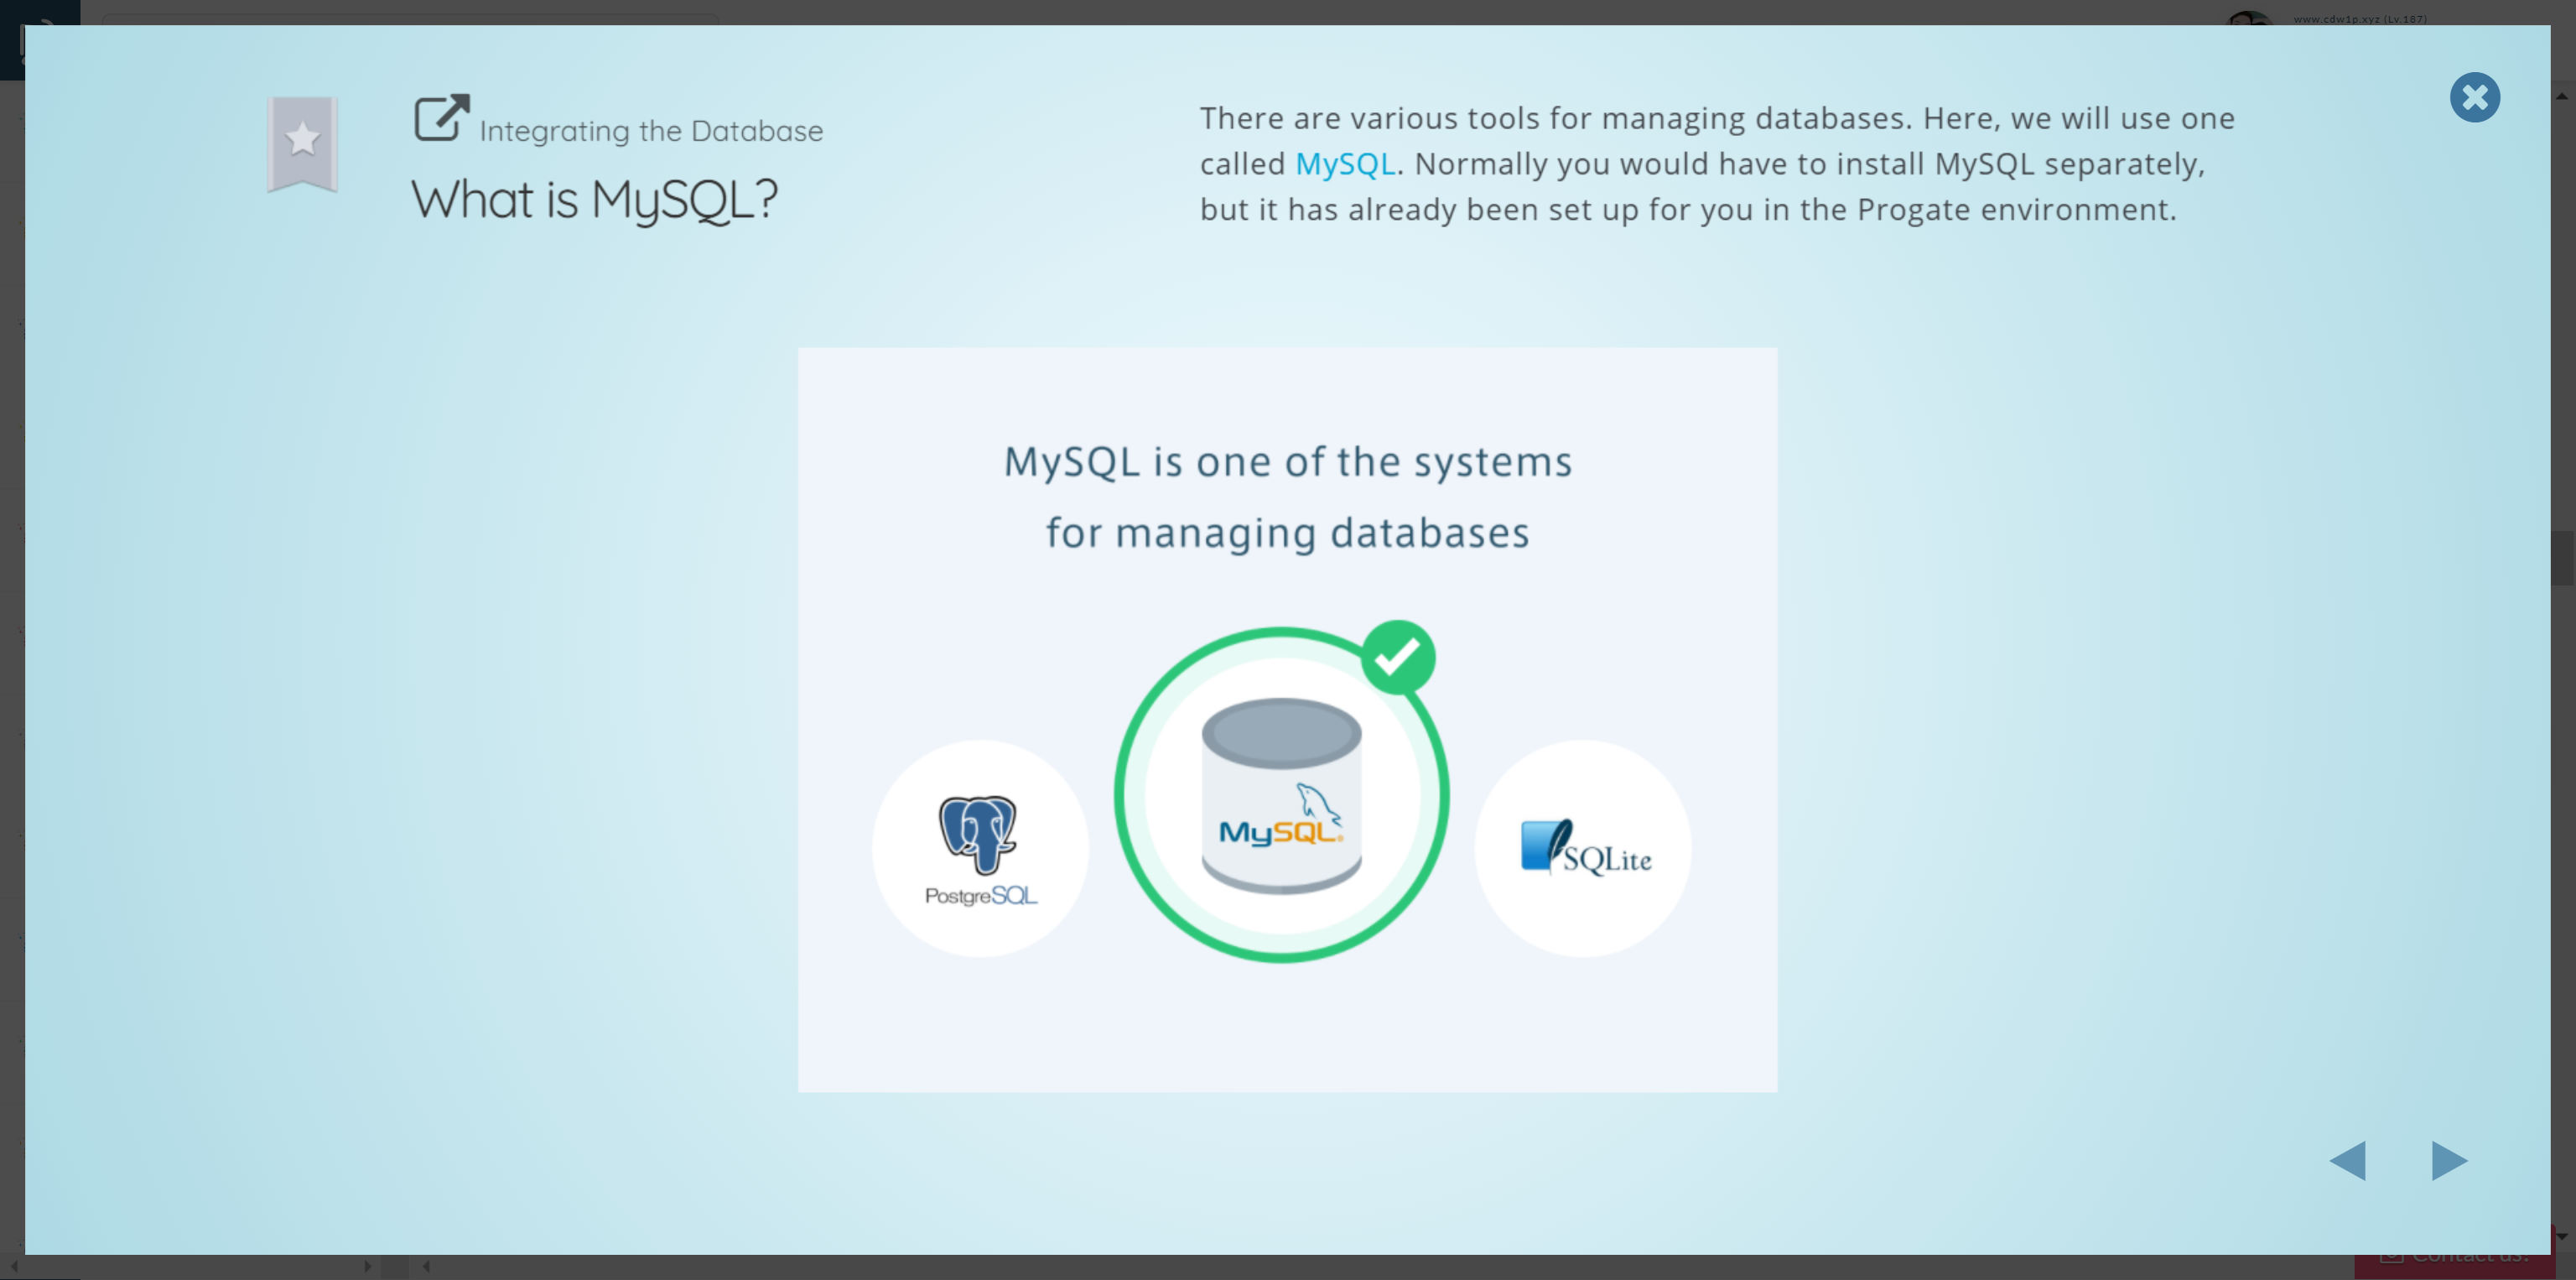 www.cdw1p.xyz (Lv.187)
Integrating the Database
What is MySQL?
There are various tools for managing databases. Here, we will use one
called MySQL. Normally you would have to install MySQL separately,
but it has already been set up for you in the Progate environment.
MySQL is one of the systems
for managing databases
PostgreSQL
MySQL
SQLite
Contact us!